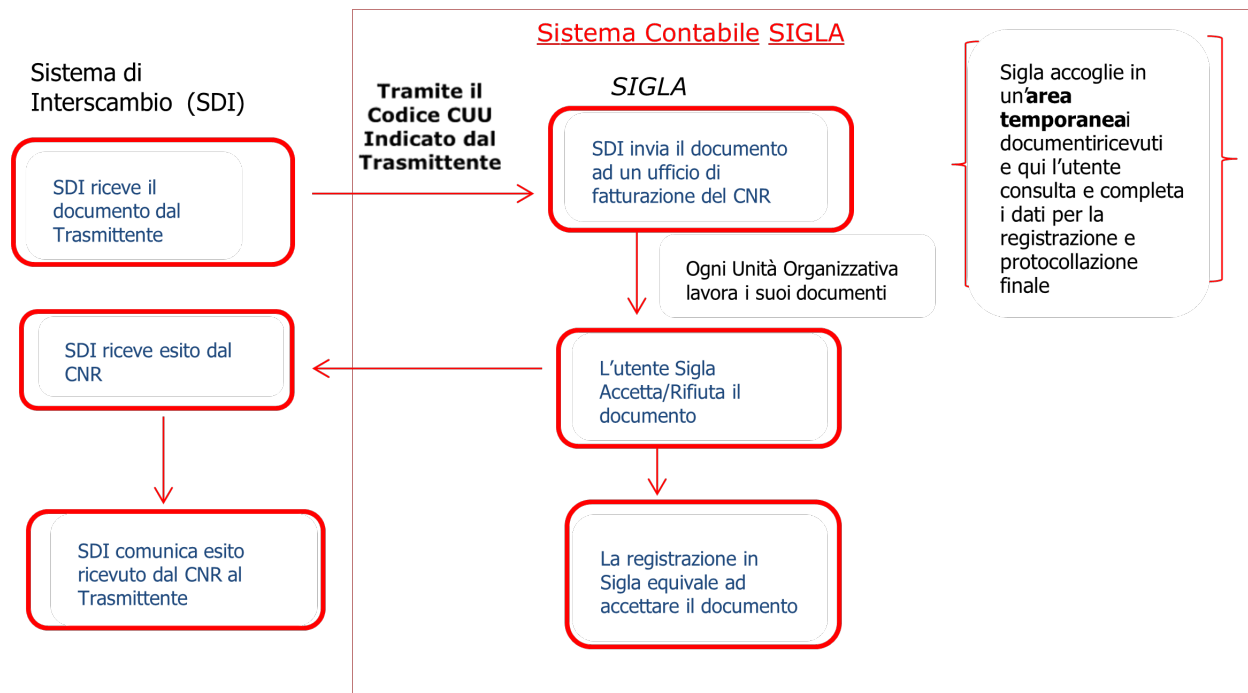 Sistema Contabile SIGLA
Sistema di
Interscambio (SDI)
Tramite il
Codice CUU
Indicato dal
Trasmittente
SIGLA
SDI riceve il
documento dal
Trasmittente
SDI invia il documento
ad un ufficio di
fatturazione del CNR
Sigla accoglie in
un'area
temporaneai
documentiricevuti
e qui l'utente
consulta e completa
i dati per la
registrazione e
protocollazione
finale
Ogni Unità Organizzativa
lavora i suoi documenti
SDI riceve esito dal
CNR
L'utente Sigla
Accetta/Rifiuta il
documento
SDI comunica esito
ricevuto dal CNR al
Trasmittente
La registrazione in
Sigla equivale ad
accettare il documento